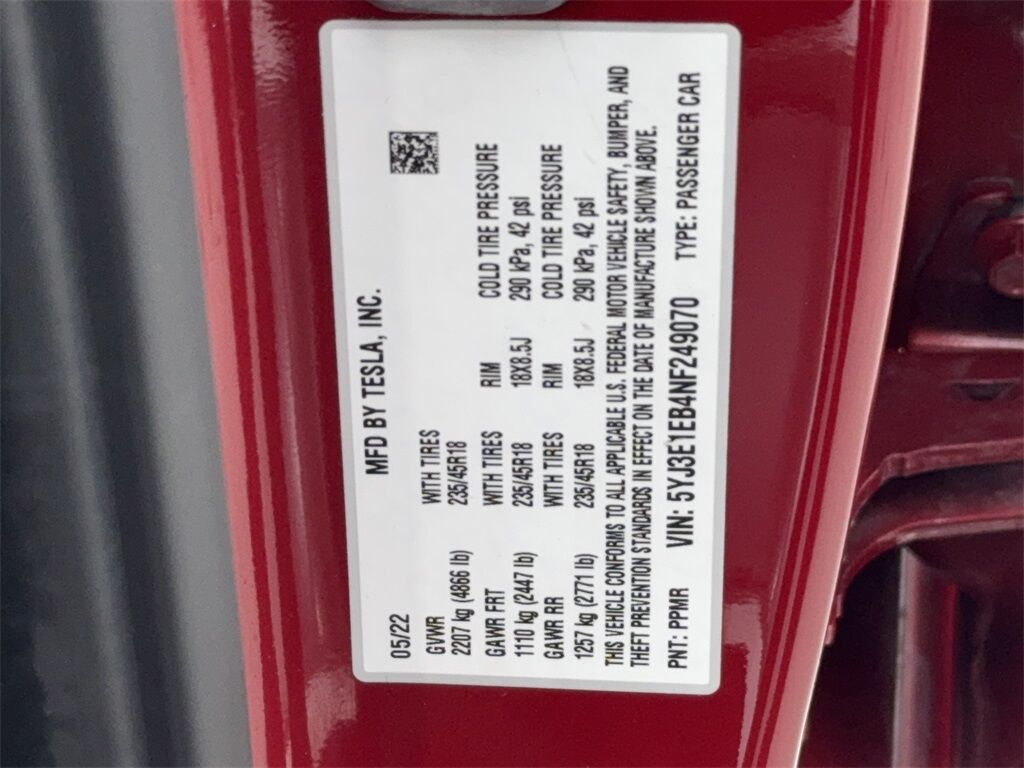 MFD BY TESLA, INC.
05/22
GVWR WITH TIRES
2207 kg (4866 lb) 235/45R18
GAWR FRT WITH TIRES RIM COLD TIRE PRESSURE
1110 kg (2447 lb) 235/45R18 18X8.5J 290 kPa, 42 psi
GAWR RR WITH TIRES RIM COLD TIRE PRESSURE
1257 kg (2771 lb) 235/45R18 18X8.5J 290 kPa, 42 psi
THIS VEHICLE CONFORMS TO ALL APPLICABLE U.S. FEDERAL MOTOR VEHICLE SAFETY, BUMPER, AND
THEFT PREVENTION STANDARDS IN EFFECT ON THE DATE OF MANUFACTURE SHOWN ABOVE.
PNT: PPMR VIN: 5YJ3E1EB4NF249070 TYPE: PASSENGER CAR